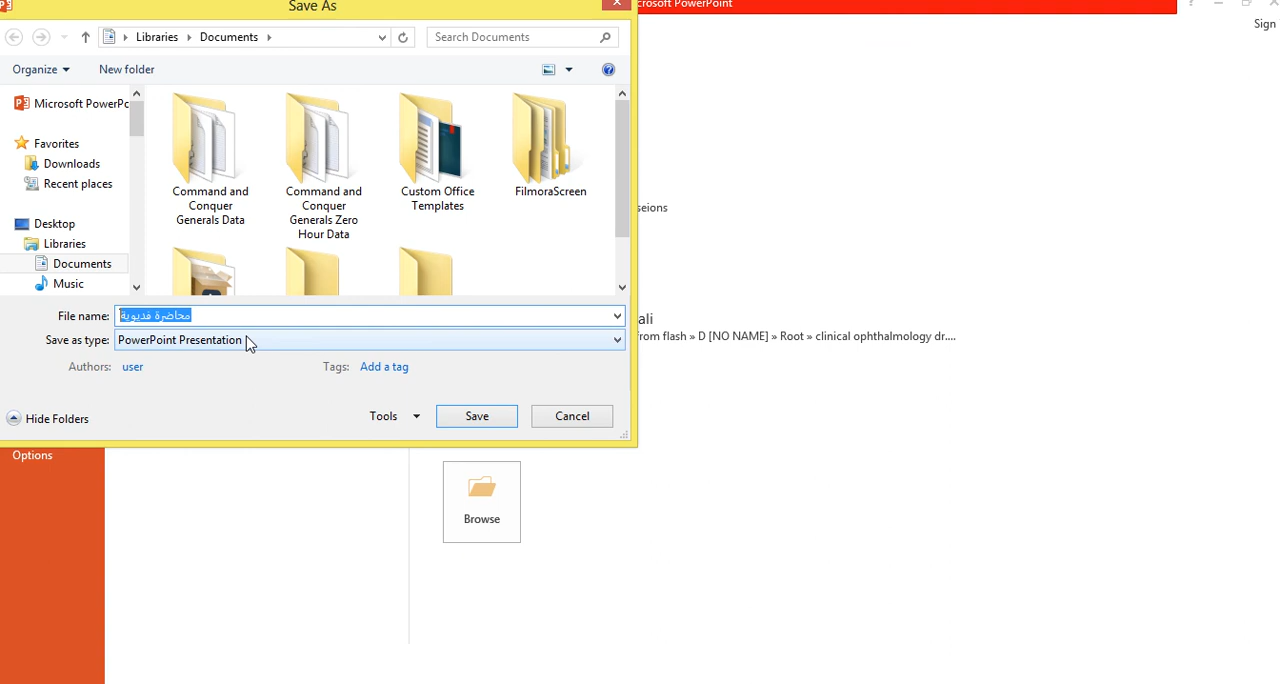 Save As
crosoft PowerPoint
?
Sign
Libraries
Documents
Search Documents
Organize
New folder
Microsoft PowerPo
Favorites
Downloads
Recent places
Desktop
Libraries
Documents
Music
Command and
Conquer
Generals Data
Command and
Conquer
Generals Zero
Hour Data
Custom Office
Templates
FilmoraScreen
seions
File name:
محاضرة فديوية
Save as type:
PowerPoint Presentation
ali
from flash » D [NO NAME] » Root » clinical ophthalmology dr....
Authors:
user
Tags:
Add a tag
Hide Folders
Tools
Save
Cancel
Options
Browse